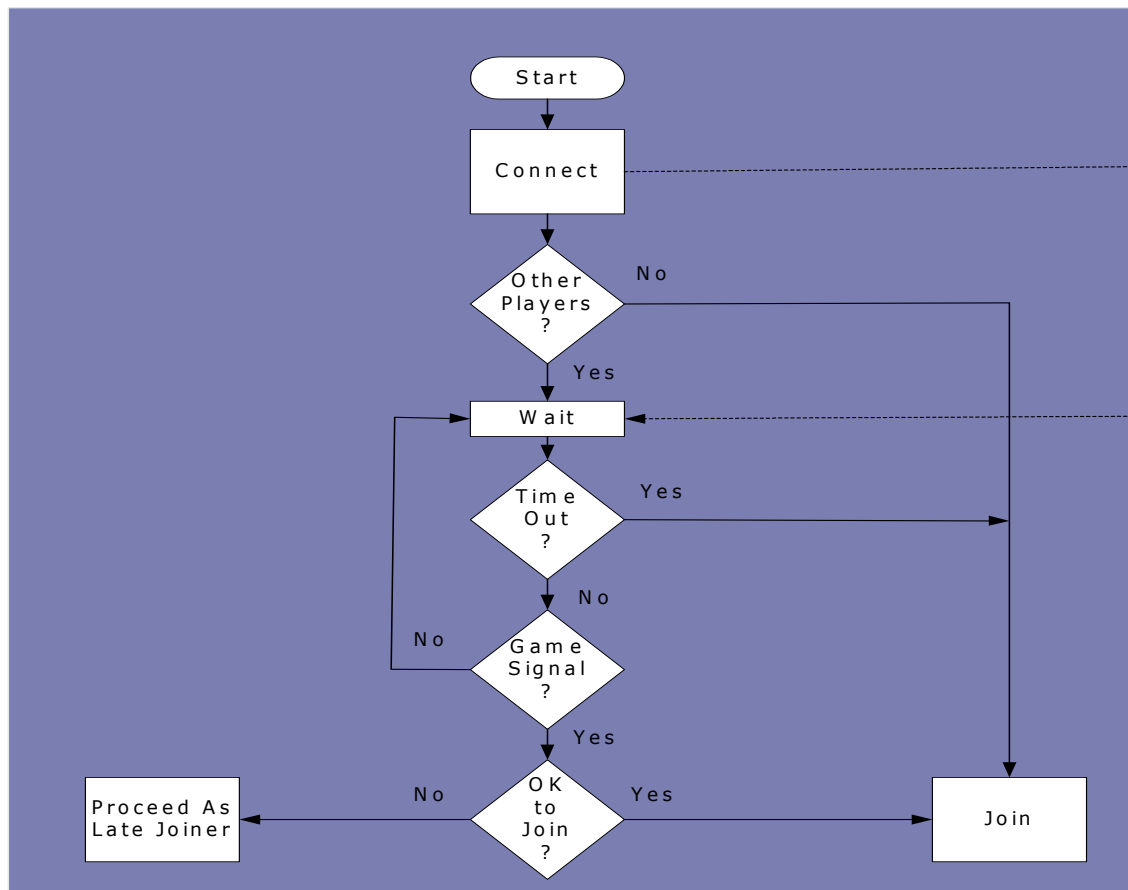 Start
Connect
Other
Players
?
No
Yes
Wait
Time
Out
?
Yes
No
Game
Signal
?
No
Yes
OK
to
Join
?
No
Yes
Proceed As
Late Joiner
Join